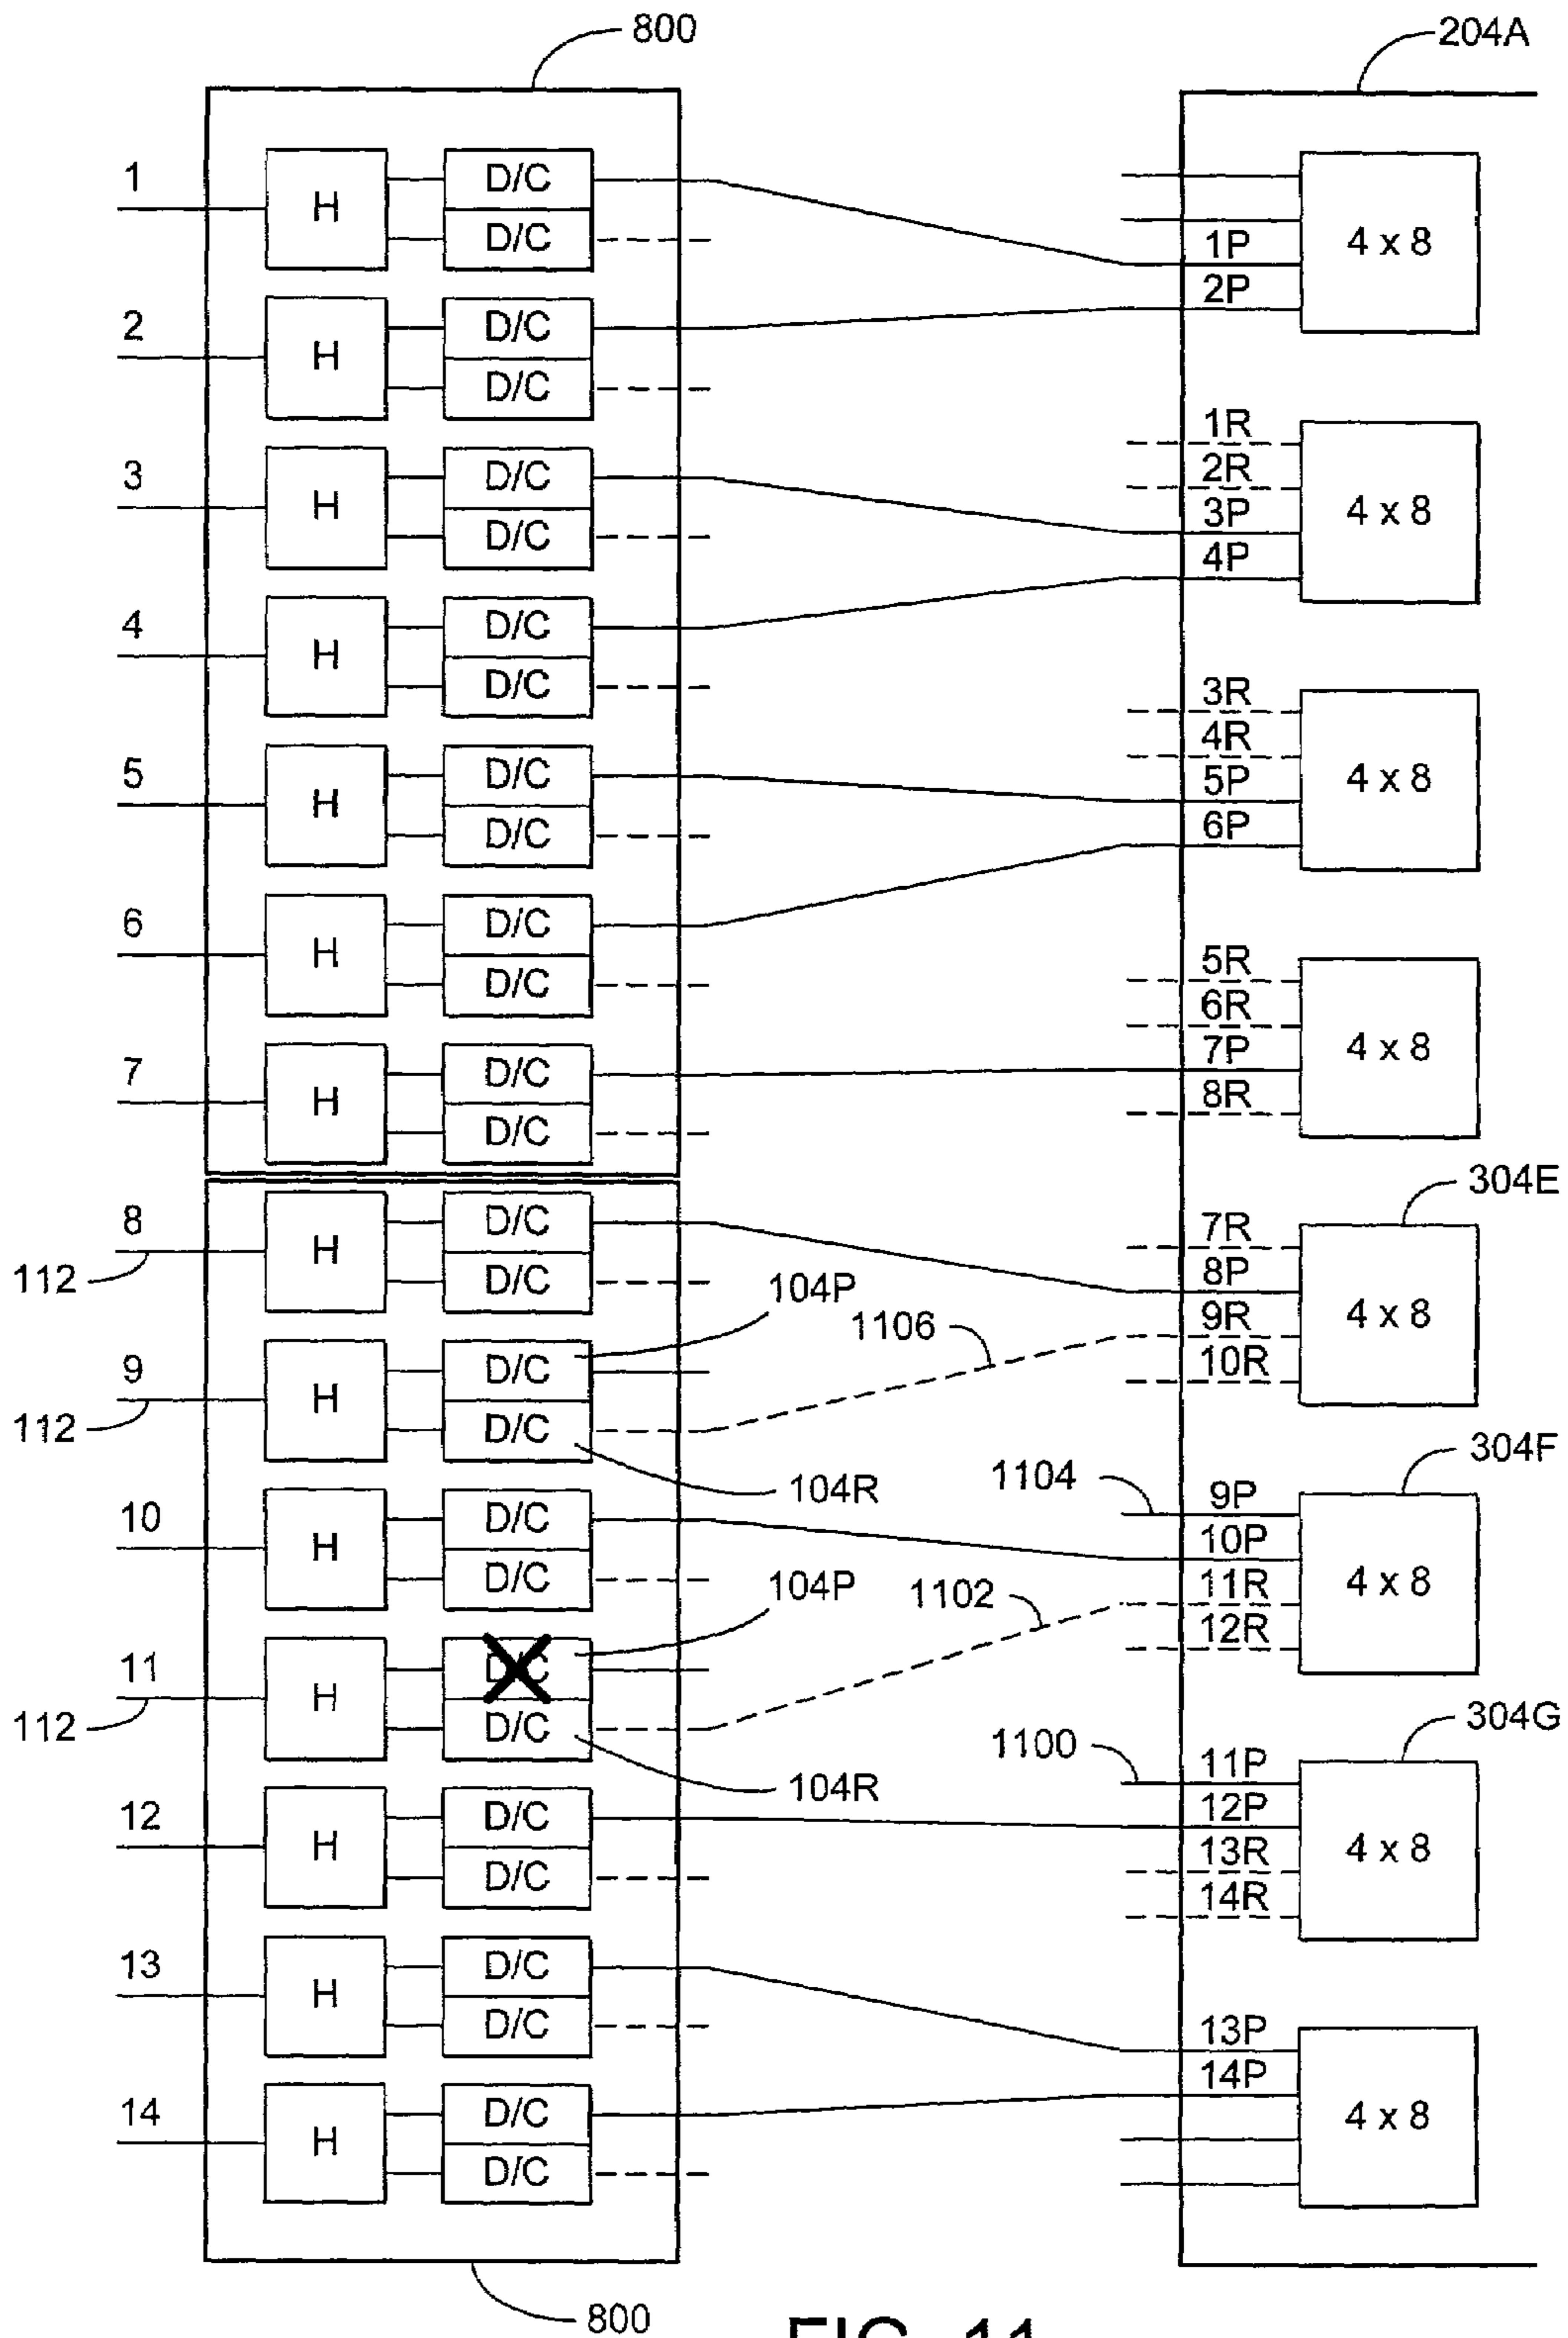 800
204A
1
H
D/C
D/C
1P
2P
4 x 8
2
H
D/C
D/C
1R
2R
3P
4P
4 x 8
3
H
D/C
D/C
4
H
D/C
D/C
3R
4R
5P
6P
4 x 8
5
H
D/C
D/C
6
H
D/C
D/C
5R
6R
7P
8R
4 x 8
7
H
D/C
D/C
304E
8
112
H
D/C
D/C
7R
8P
9R
10R
4 x 8
104P
1106
9
112
H
D/C
D/C
104R
304F
1104
9P
10P
11R
12R
4 x 8
10
H
D/C
D/C
104P
1102
11
112
H
D/C
D/C
104R
304G
1100
11P
12P
13R
14R
4 x 8
12
H
D/C
D/C
13
H
D/C
D/C
13P
14P
4 x 8
14
H
D/C
D/C
800
FIG. 11